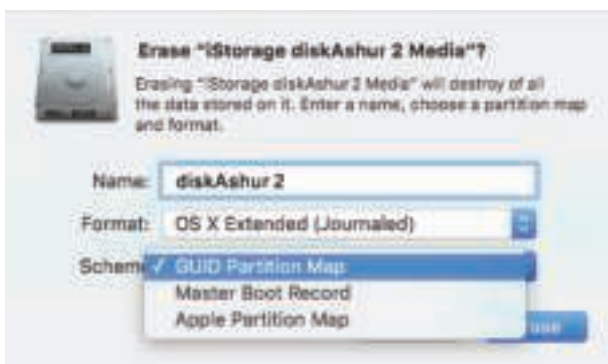 Erase "iStorage diskAshur 2 Media"?
Erasing "iStorage diskAshur 2 Media" will destroy of all
the data stored on it. Enter a name, choose a partition map
and format.
Name: diskAshur 2
Format: OS X Extended (Journaled)
Scheme ✓ GUID Partition Map
Master Boot Record
Apple Partition Map